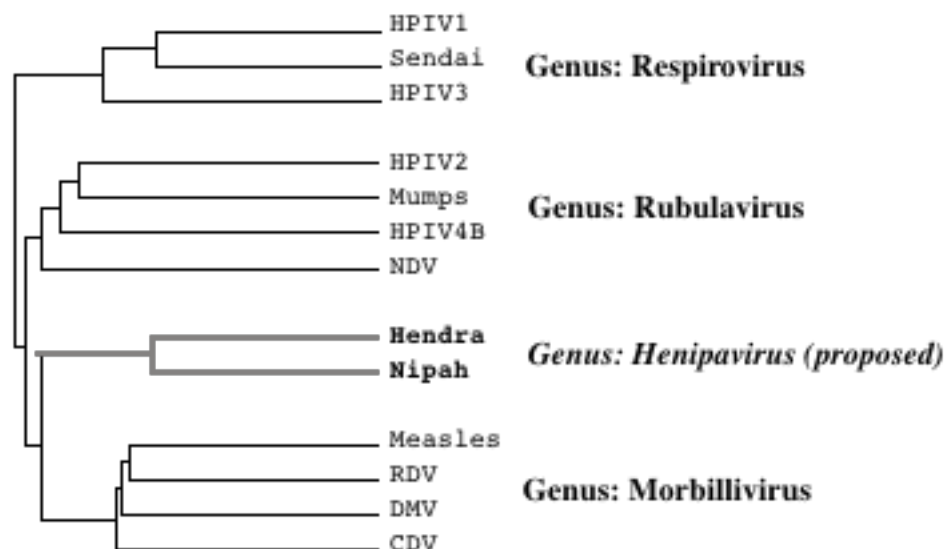 HPIV1
Sendai
Genus: Respirovirus
HPIV3
HPIV2
Mumps
Genus: Rubulavirus
HPIV4B
NDV
Hendra
Genus: Henipavirus (proposed)
Nipah
Measles
RDV
Genus: Morbillivirus
DMV
CDV